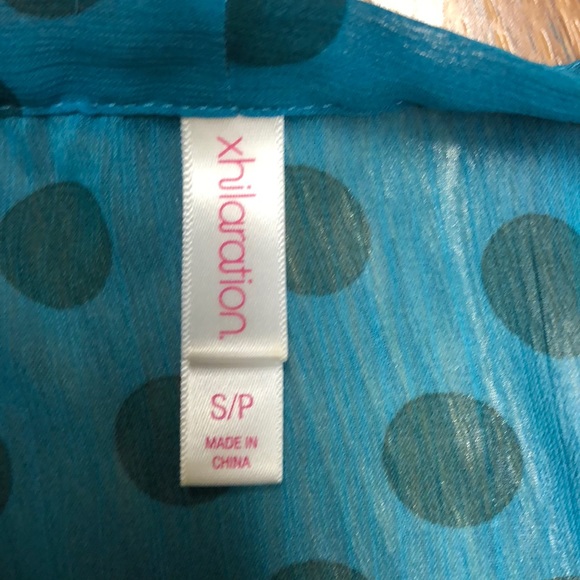 xhilaration.
S/P
MADE IN
CHINA